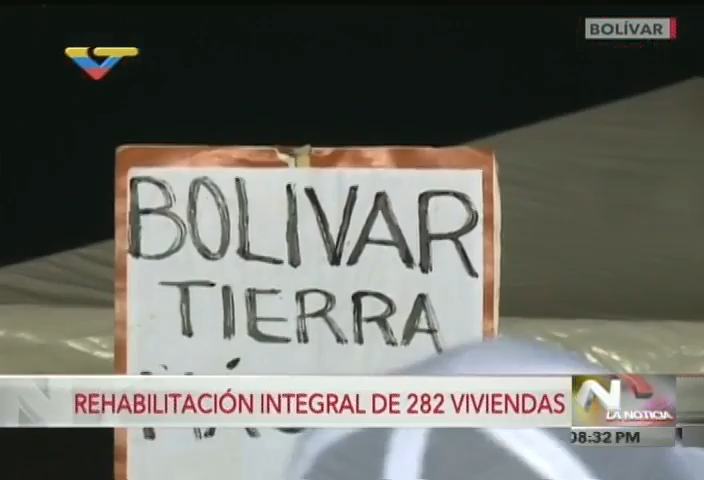 BOLÍVAR
BOLIVAR
TIERRA
REHABILITACIÓN INTEGRAL DE 282 VIVIENDAS
LA NOTICIA
08:32 PM